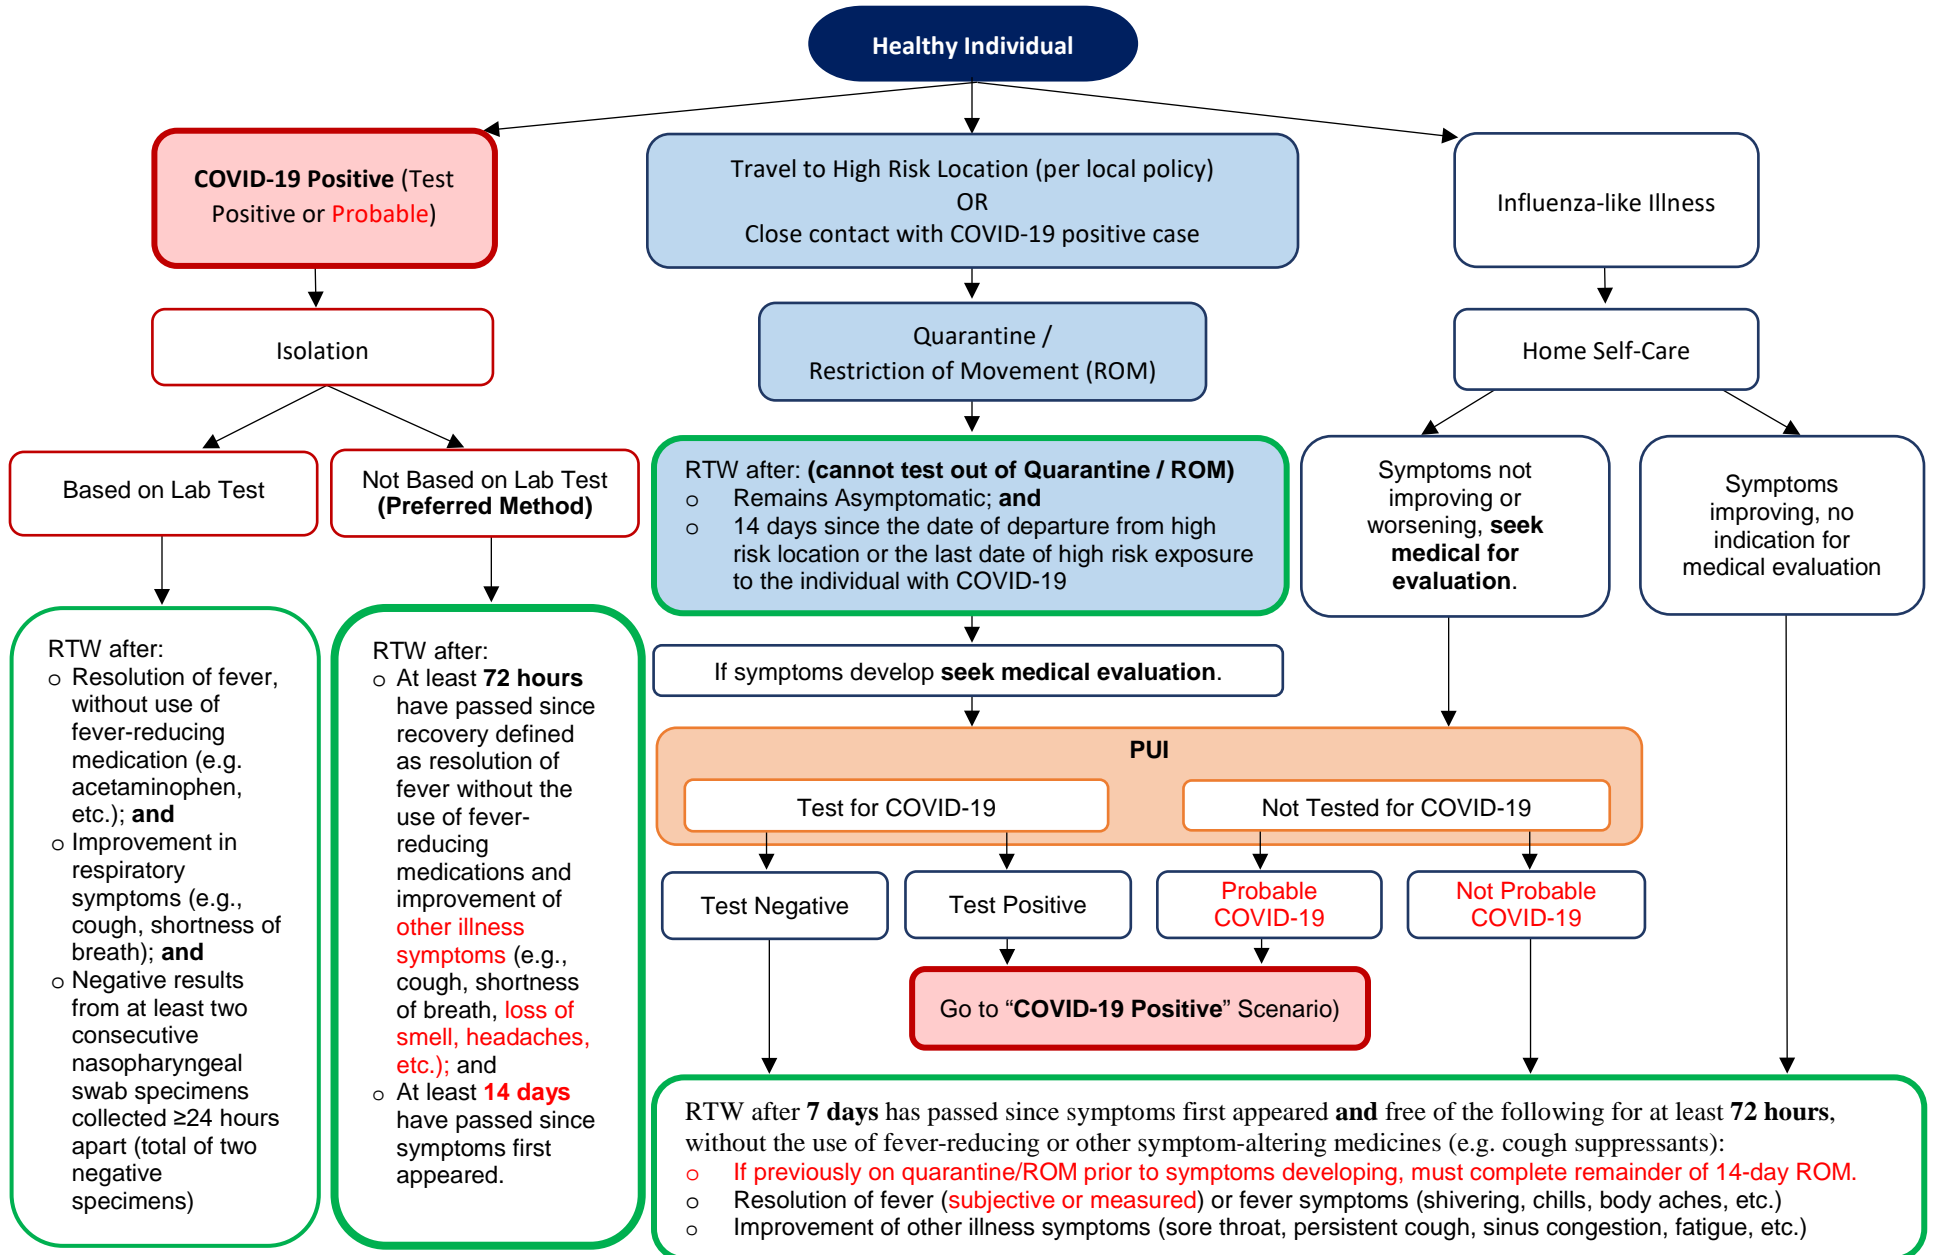 Healthy Individual
COVID-19 Positive (Test
Positive or Probable)
Travel to High Risk Location (per local policy)
OR
Close contact with COVID-19 positive case
Influenza-like Illness
Isolation
Quarantine /
Restriction of Movement (ROM)
Home Self-Care
Based on Lab Test
Not Based on Lab Test
(Preferred Method)
RTW after: (cannot test out of Quarantine / ROM)
o Remains Asymptomatic; and
o 14 days since the date of departure from high
risk location or the last date of high risk exposure
to the individual with COVID-19
Symptoms not
improving or
worsening, seek
medical for
evaluation.
Symptoms
improving, no
indication for
medical evaluation
RTW after:
o Resolution of fever,
without use of
fever-reducing
medication (e.g.
acetaminophen,
etc.); and
o Improvement in
respiratory
symptoms (e.g.,
cough, shortness of
breath); and
o Negative results
from at least two
consecutive
nasopharyngeal
swab specimens
collected ≥24 hours
apart (total of two
negative
specimens)
RTW after:
o At least 72 hours
have passed since
recovery defined
as resolution of
fever without the
use of fever-
reducing
medications and
improvement of
other illness
symptoms (e.g.,
cough, shortness
of breath, loss of
smell, headaches,
etc.); and
o At least 14 days
have passed since
symptoms first
appeared.
If symptoms develop seek medical evaluation.
PUI
Test for COVID-19
Not Tested for COVID-19
Test Negative
Test Positive
Probable
COVID-19
Not Probable
COVID-19
Go to “COVID-19 Positive” Scenario)
RTW after 7 days has passed since symptoms first appeared and free of the following for at least 72 hours,
without the use of fever-reducing or other symptom-altering medicines (e.g. cough suppressants):
o If previously on quarantine/ROM prior to symptoms developing, must complete remainder of 14-day ROM.
o Resolution of fever (subjective or measured) or fever symptoms (shivering, chills, body aches, etc.)
o Improvement of other illness symptoms (sore throat, persistent cough, sinus congestion, fatigue, etc.)